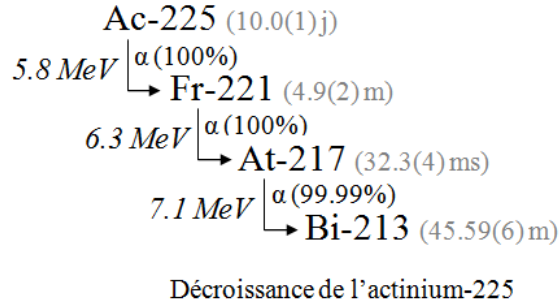 Ac-225 (10.0(1) j)
5.8 MeV α (100%)
Fr-221 (4.9(2) m)
6.3 MeV α (100%)
At-217 (32.3(4) ms)
7.1 MeV α (99.99%)
Bi-213 (45.59(6) m)
Décroissance de l'actinium-225